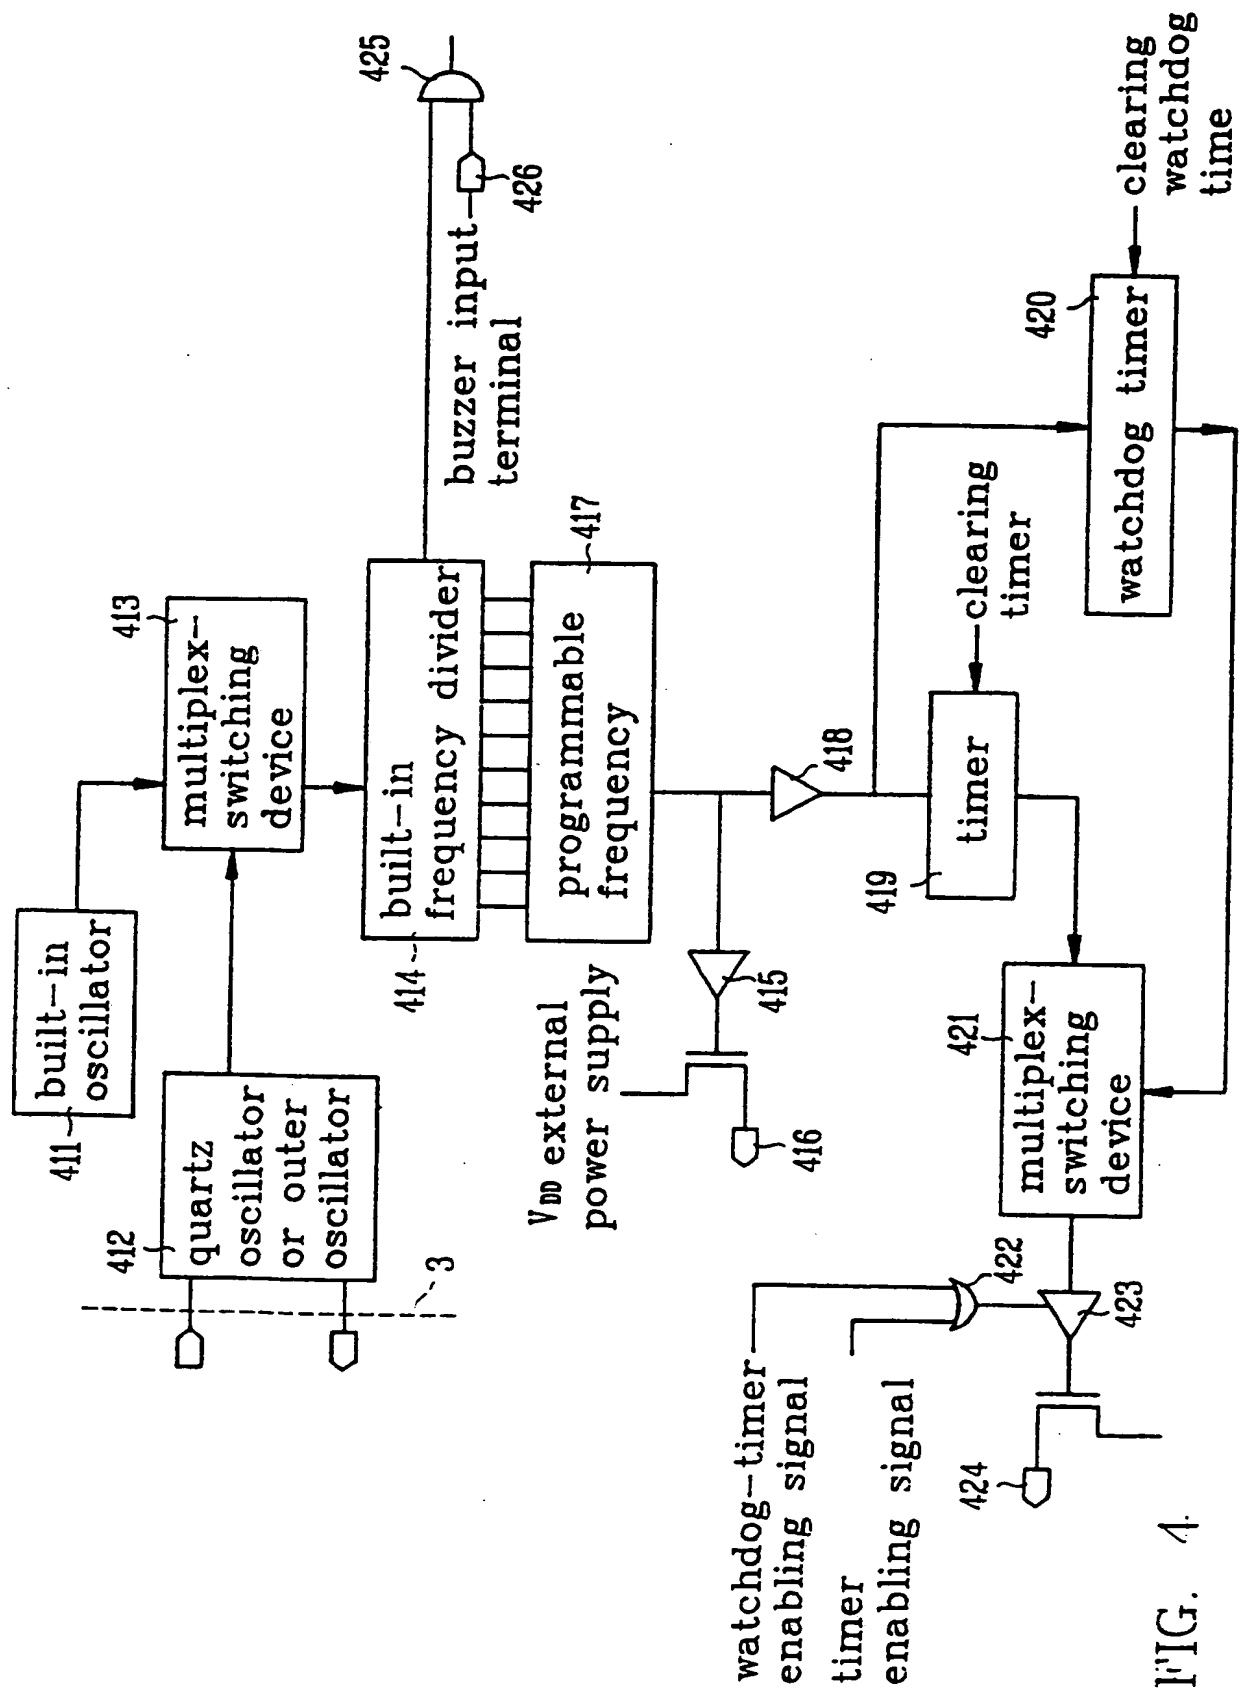 411
built-in
oscillator
412
quartz
oscillator
or outer
oscillator
3
413
multiplex-
switching
device
414
built-in
frequency divider
425
426
buzzer input
terminal
417
programmable
frequency
VDD external
power supply
415
416
418
419
timer
clearing
timer
420
watchdog timer
clearing
watchdog
time
421
multiplex-
switching
device
422
423
424
watchdog-timer
enabling signal
timer
enabling signal
FIG. 4